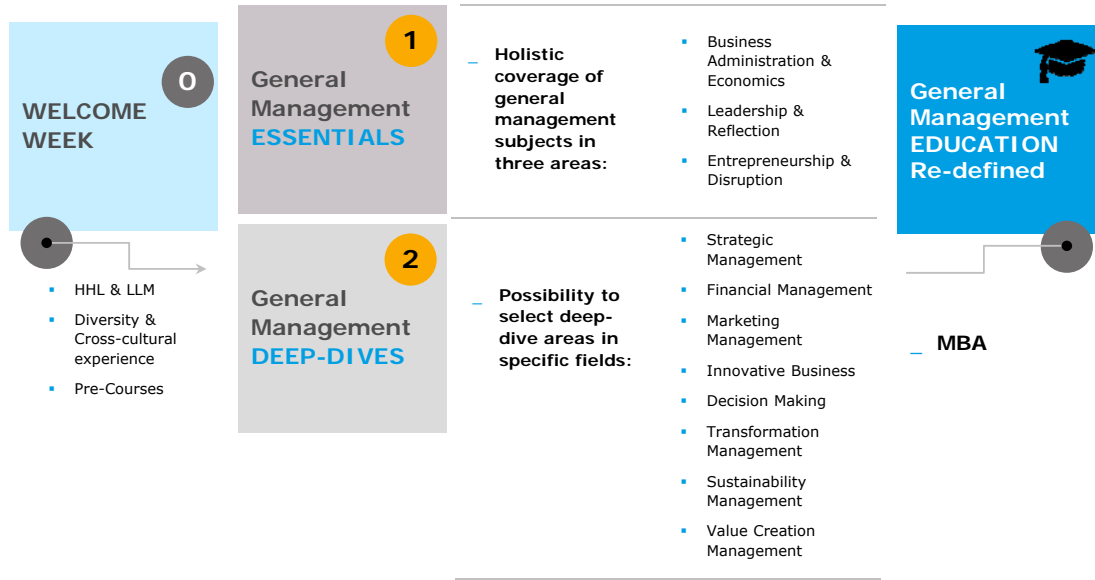 0
WELCOME
WEEK
▪ HHL & LLM
▪ Diversity &
Cross-cultural
experience
▪ Pre-Courses
1
General
Management
ESSENTIALS
_ Holistic
coverage of
general
management
subjects in
three areas:
▪ Business
Administration &
Economics
▪ Leadership &
Reflection
▪ Entrepreneurship &
Disruption
2
General
Management
DEEP-DIVES
_ Possibility to
select deep-
dive areas in
specific fields:
▪ Strategic
Management
▪ Financial Management
▪ Marketing
Management
▪ Innovative Business
▪ Decision Making
▪ Transformation
Management
▪ Sustainability
Management
▪ Value Creation
Management
General
Management
EDUCATION
Re-defined
_ MBA